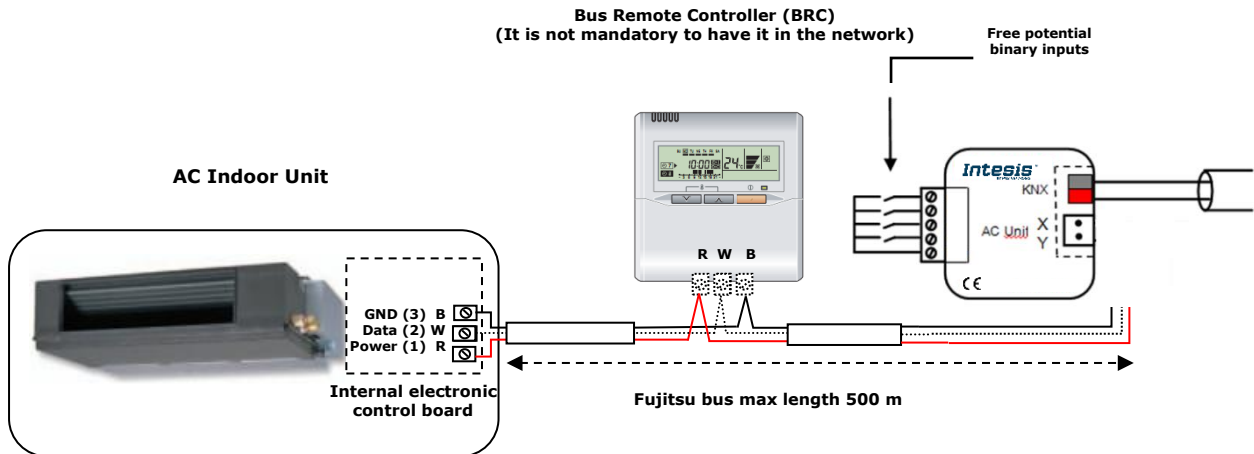 Bus Remote Controller (BRC)
(It is not mandatory to have it in the network)
Free potential
binary inputs
AC Indoor Unit
10:00
24
R W B
Intesis
KNX
AC Unit X
Y
CE
GND (3) B
Data (2) W
Power (1) R
Internal electronic
control board
Fujitsu bus max length 500 m